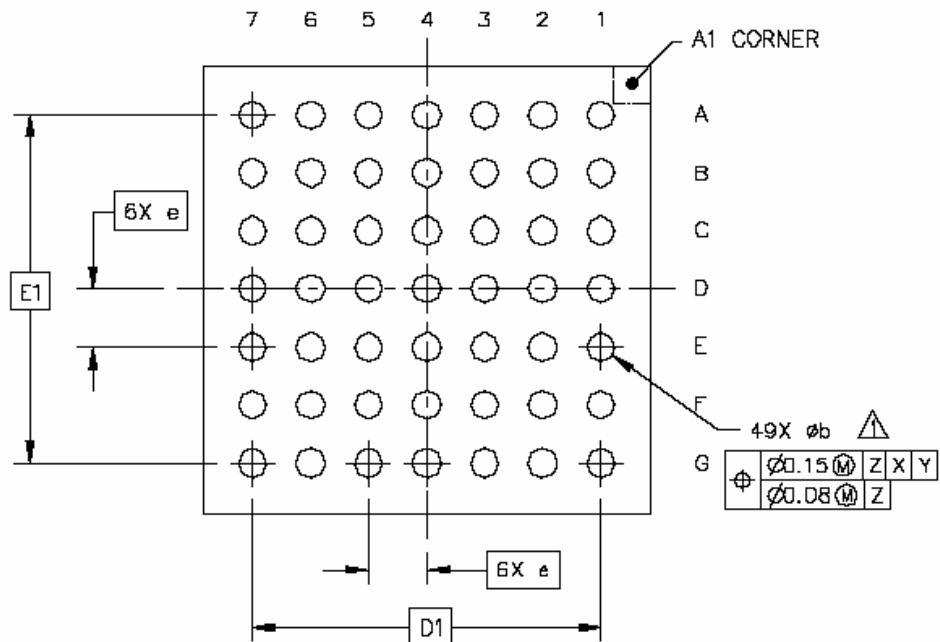 7 6 5 4 3 2 1
A1 CORNER
A
B
C
6X e
D
E1
E
F
49X øb 1
G
⌖ Ø0.15 Ⓜ Z X Y
Ø0.08 Ⓜ Z
6X e
D1